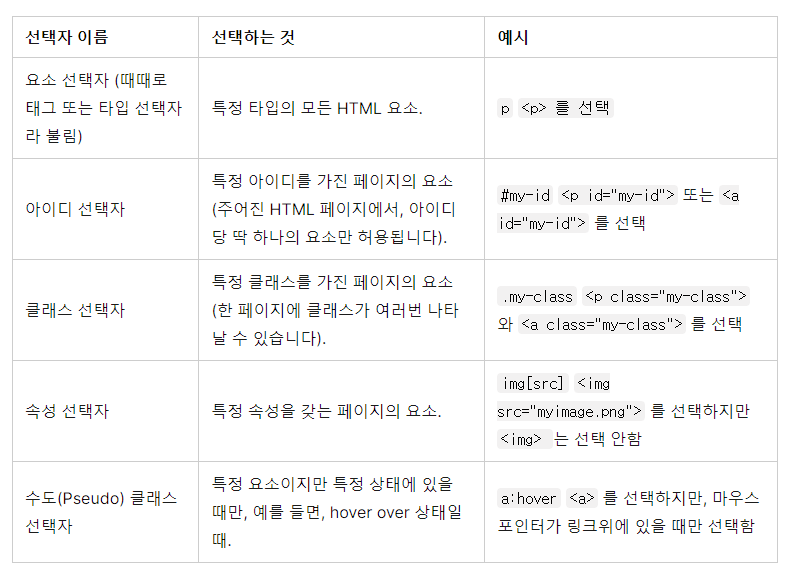 선택자 이름
선택하는 것
예시
요소 선택자 (때때로
태그 또는 타입 선택자
라 불림)
특정 타입의 모든 HTML 요소.
p <p> 를 선택
아이디 선택자
특정 아이디를 가진 페이지의 요소
(주어진 HTML 페이지에서, 아이디
당 딱 하나의 요소만 허용됩니다).
#my-id <p id="my-id"> 또는 <a
id="my-id"> 를 선택
클래스 선택자
특정 클래스를 가진 페이지의 요소
(한 페이지에 클래스가 여러번 나타
날 수 있습니다).
.my-class <p class="my-class">
와 <a class="my-class"> 를 선택
속성 선택자
특정 속성을 갖는 페이지의 요소.
img[src] <img
src="myimage.png"> 를 선택하지만
<img> 는 선택 안함
수도(Pseudo) 클래스
선택자
특정 요소이지만 특정 상태에 있을
때만, 예를 들면, hover over 상태일
때.
a:hover <a> 를 선택하지만, 마우스
포인터가 링크위에 있을 때만 선택함